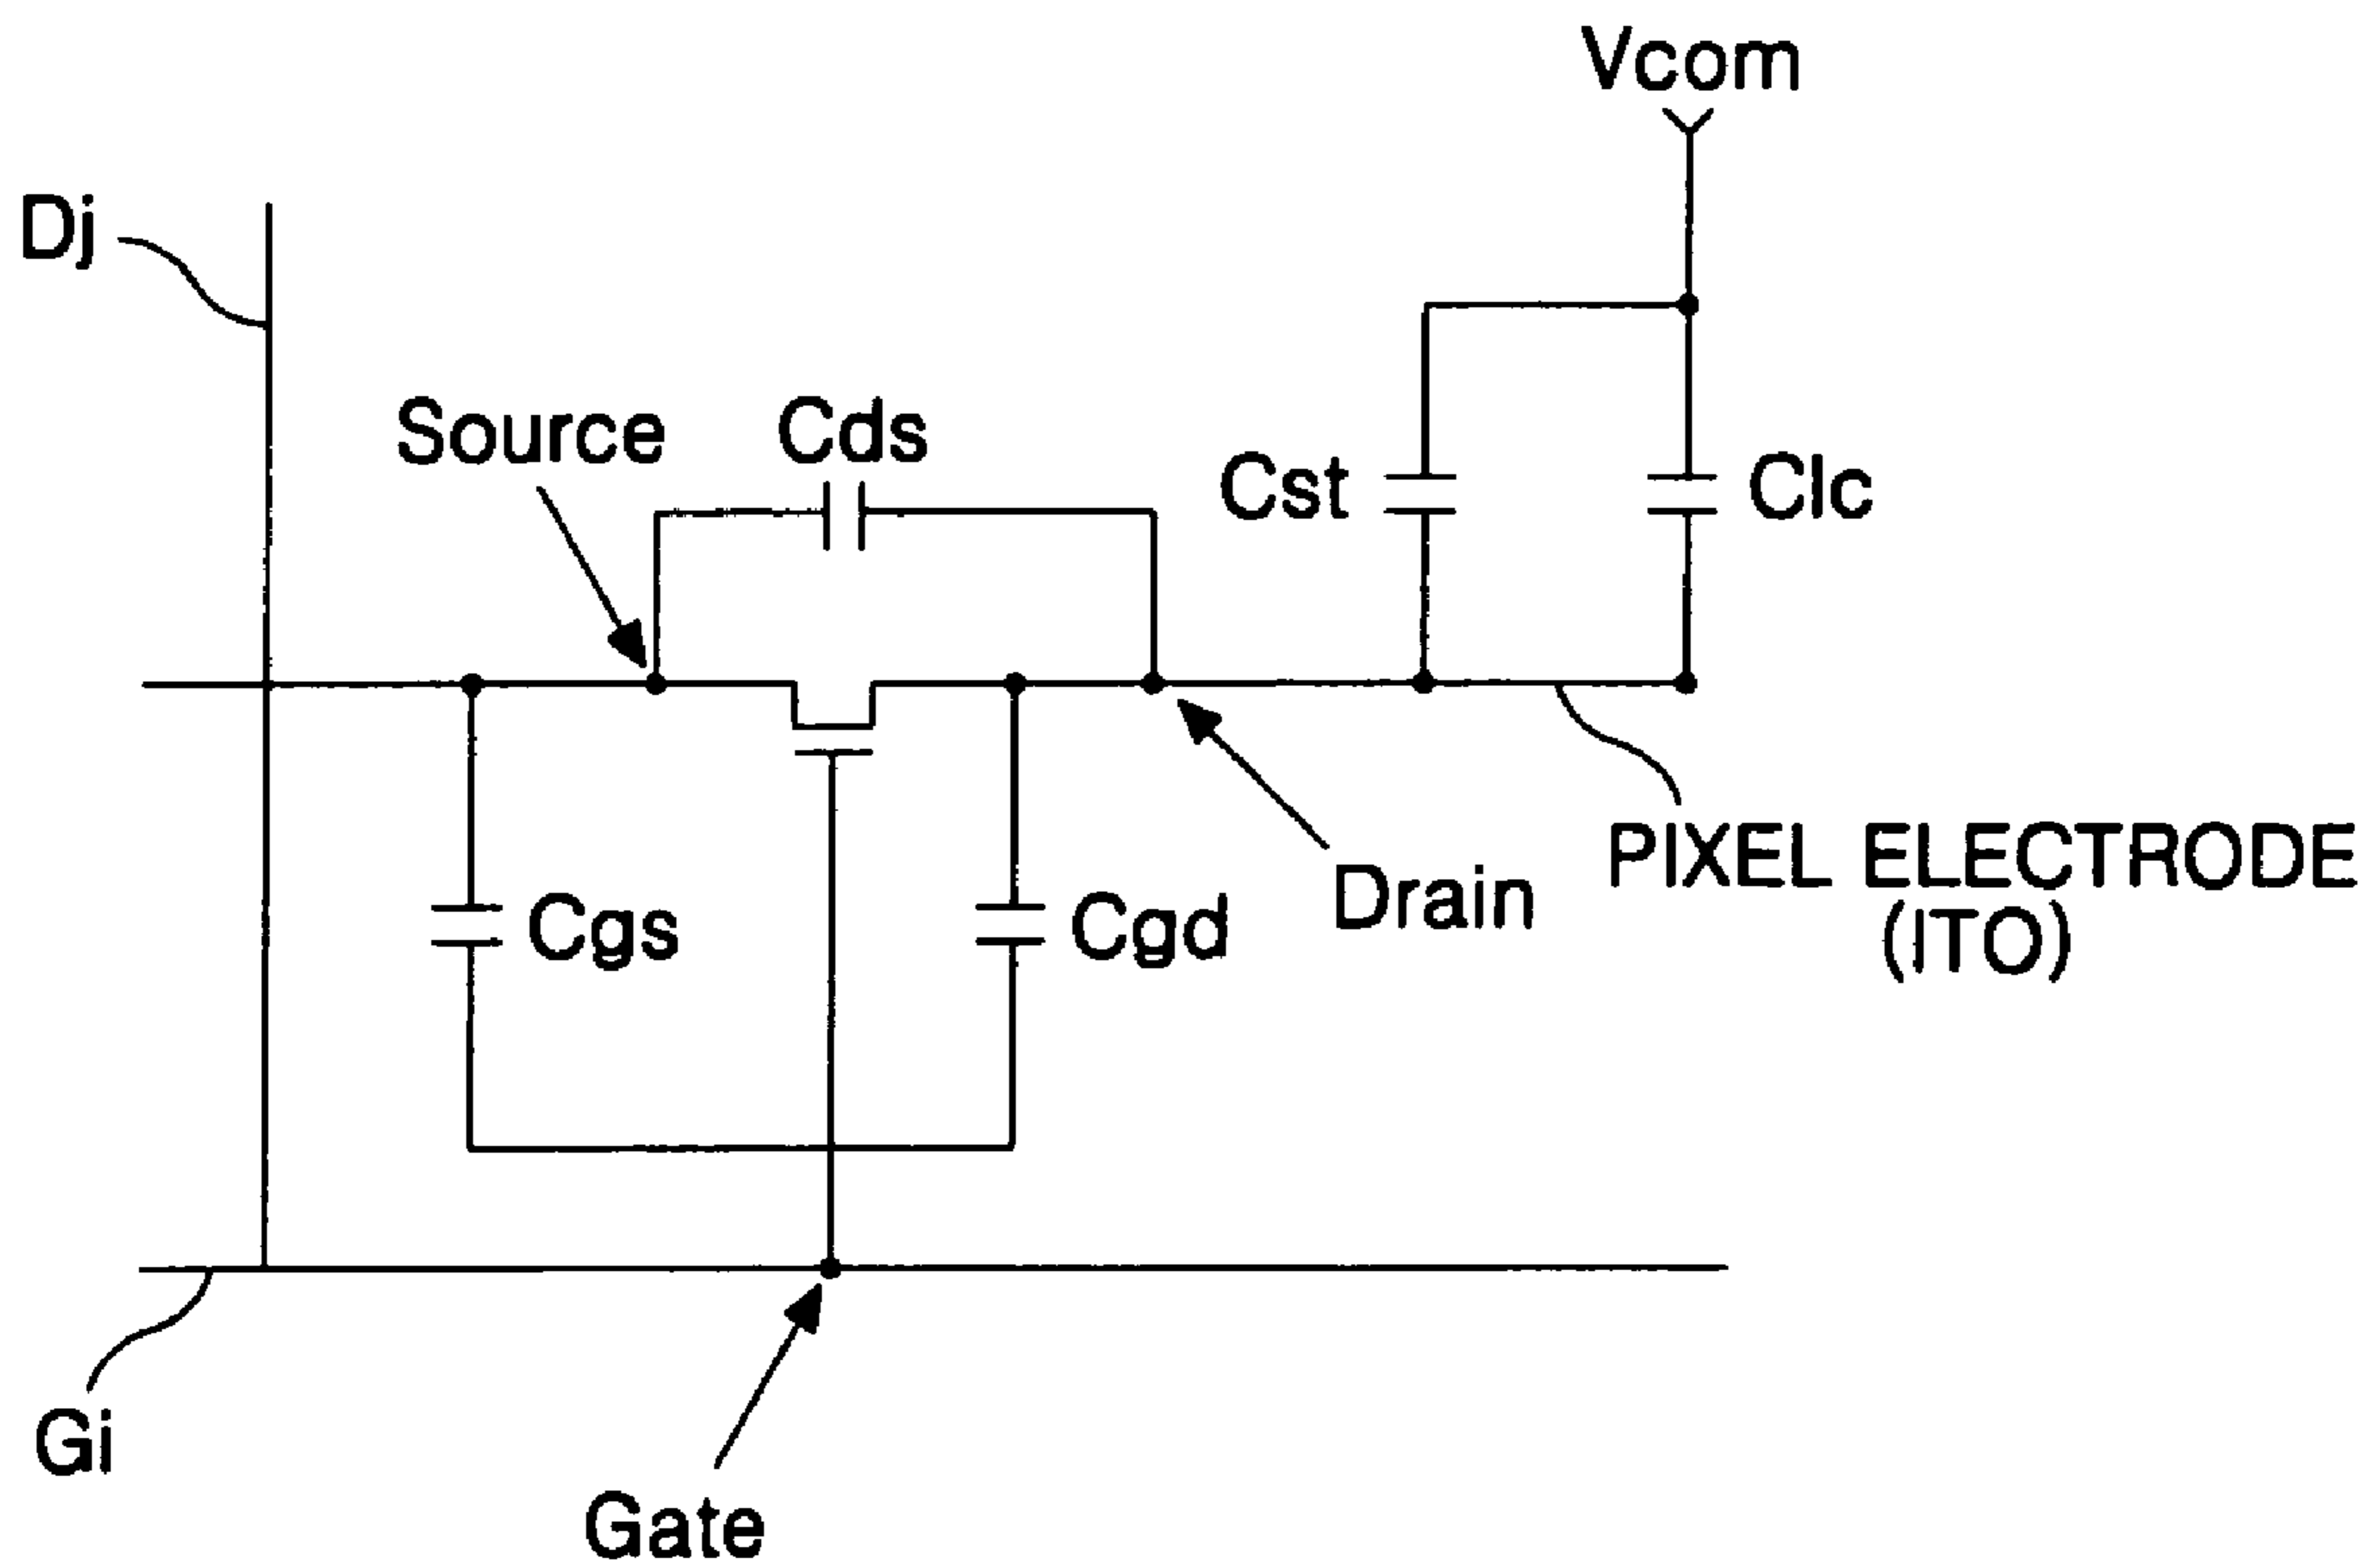 Vcom
Dj
Source
Cds
Cst
Clc
Cgs
Cgd
Drain
PIXEL ELECTRODE
(ITO)
Gi
Gate